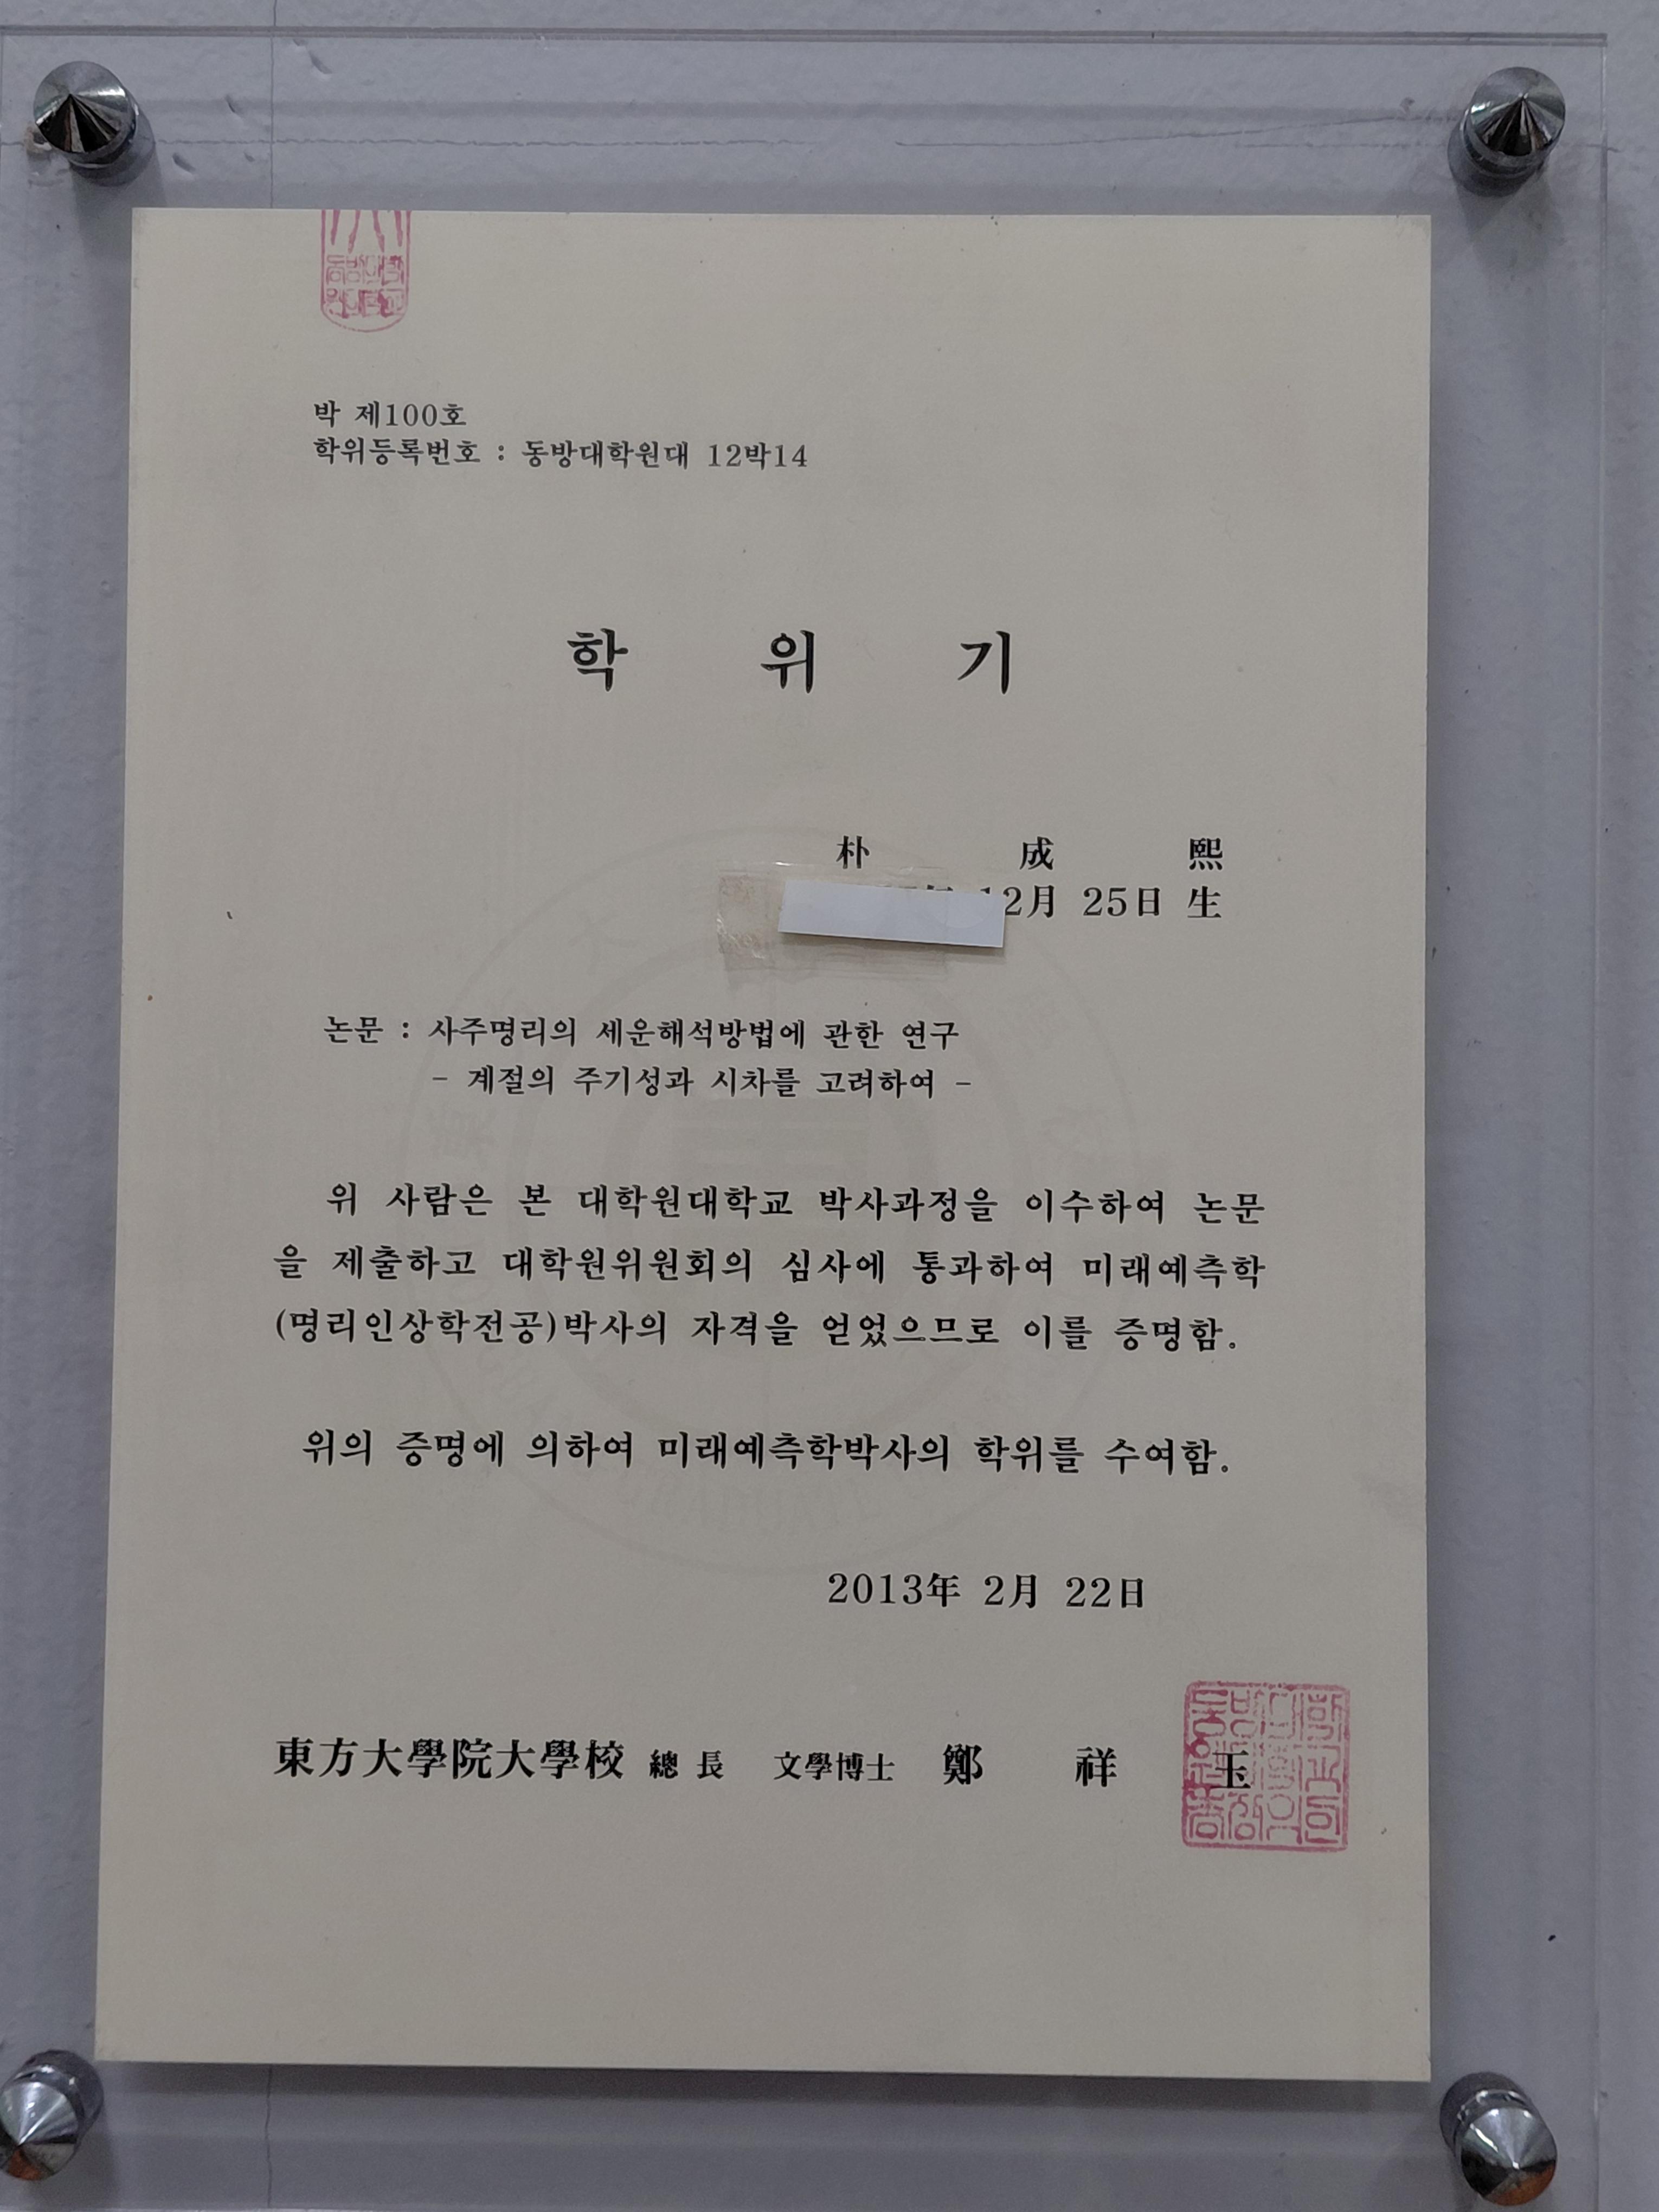 박 제100호
학위등록번호 : 동방대학원대 12박14
학 위 기
朴 成 熙
12月 25日 生
논문 : 사주명리의 세운해석방법에 관한 연구
- 계절의 주기성과 시차를 고려하여 -
위 사람은 본 대학원대학교 박사과정을 이수하여 논문
을 제출하고 대학원위원회의 심사에 통과하여 미래예측학
(명리인상학전공)박사의 자격을 얻었으므로 이를 증명함.
위의 증명에 의하여 미래예측학박사의 학위를 수여함.
2013年 2月 22日
東方大學院大學校 總長 文學博士 鄭 祥 玉